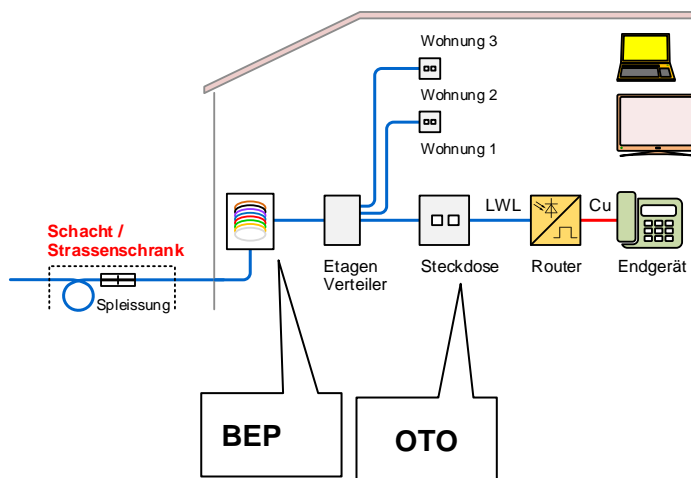 Wohnung 3
Wohnung 2
Wohnung 1
LWL
Cu
Schacht /
Strassenschrank
Spleissung
Etagen
Verteiler
Steckdose
Router
Endgerät
BEP
OTO